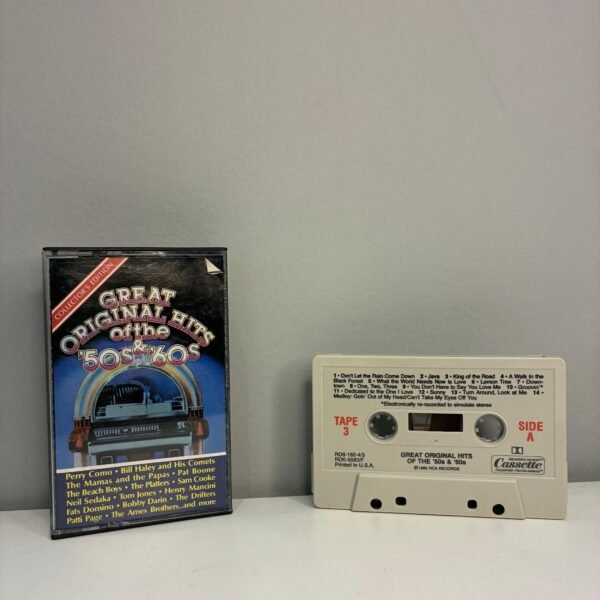 COLLECTOR'S EDITION
GREAT
ORIGINAL HITS
of the
'50s & '60s
Perry Como • Bill Haley and His Comets
The Mamas and the Papas • Pat Boone
The Beach Boys • The Platters • Sam Cooke
Neil Sedaka • Tom Jones • Henry Mancini
Fats Domino • Bobby Darin • The Drifters
Patti Page • The Ames Brothers...and more
1 • Don't Let the Rain Come Down 2 • Java 3 • King of the Road 4 • A Walk in the
Black Forest 5 • What the World Needs Now is Love 6 • Lemon Tree 7 • Down-
town 8 • One, Two, Three 9 • You Don't Have to Say You Love Me 10 • Groovin'*
11 • Dedicated to the One I Love 12 • Sunny 13 • Turn Around, Look at Me 14 •
Medley: Goin' Out of My Head/Can't Take My Eyes Off You
*Electronically re-recorded to simulate stereo
TAPE
3
SIDE
A
RD6-182-4/3
Printed in U.S.A.
GREAT ORIGINAL HITS
OF THE '50s & '60s
RCA RECORDS
Cassette